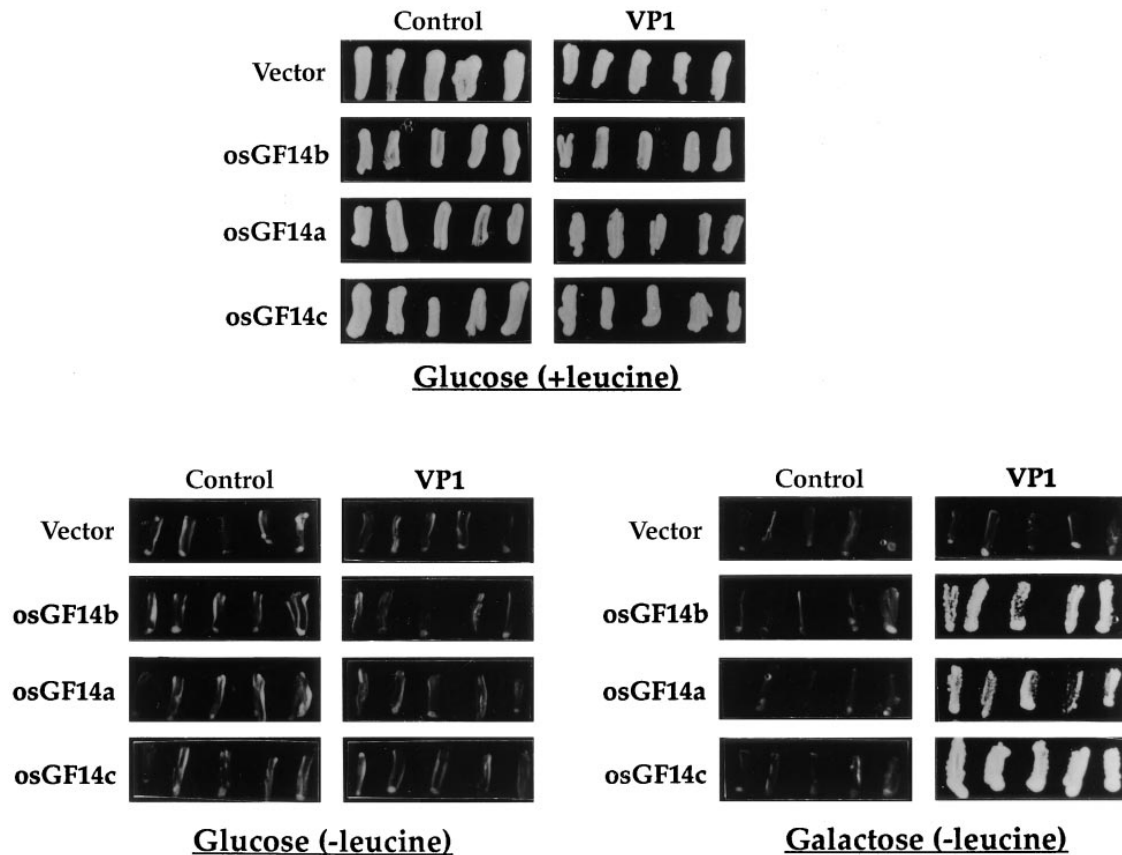 Control VP1
Vector
osGF14b
osGF14a
osGF14c
Glucose (+leucine)
Control VP1
Vector
osGF14b
osGF14a
osGF14c
Glucose (-leucine)
Control VP1
Vector
osGF14b
osGF14a
osGF14c
Galactose (-leucine)